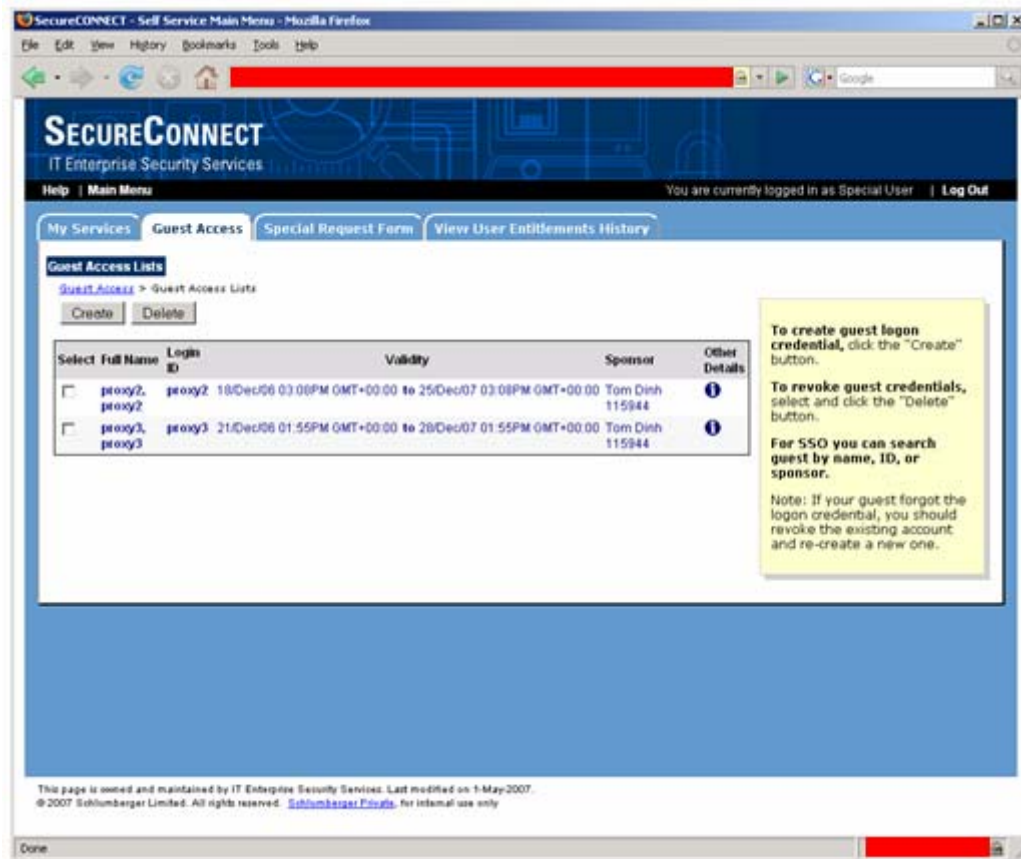 SecureCONNECT - Self Service Main Menu - Mozilla Firefox
File Edit View History Bookmarks Tools Help
Google
SECURECONNECT
IT Enterprise Security Services
Help | Main Menu
You are currently logged in as Special User | Log Out
My Services
Guest Access
Special Request Form
View User Entitlements History
Guest Access Lists
Guest Access > Guest Access Lists
Create Delete
Select Full Name Login ID Validity Sponsor Other Details
proxy2, proxy2 proxy2 18/Dec/06 03:08PM GMT+00:00 to 25/Dec/07 03:08PM GMT+00:00 Tom Dinh 115944
proxy3, proxy3 proxy3 21/Dec/06 01:55PM GMT+00:00 to 28/Dec/07 01:55PM GMT+00:00 Tom Dinh 115944
To create guest logon
credential, click the "Create"
button.
To revoke guest credentials,
select and click the "Delete"
button.
For SSO you can search
guest by name, ID, or
sponsor.
Note: If your guest forgot the
logon credential, you should
revoke the existing account
and re-create a new one.
This page is owned and maintained by IT Enterprise Security Services. Last modified on 1-May-2007.
© 2007 Schlumberger Limited. All rights reserved. Schlumberger Private, for internal use only
Done